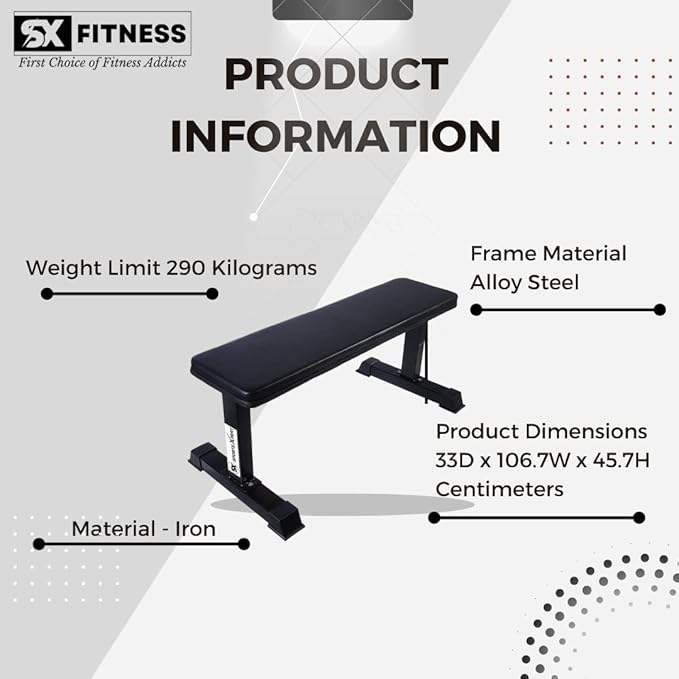 SX FITNESS
First Choice of Fitness Addicts
PRODUCT
INFORMATION
Weight Limit 290 Kilograms
Frame Material
Alloy Steel
Product Dimensions
33D x 106.7W x 45.7H
Centimeters
Material - Iron
SX